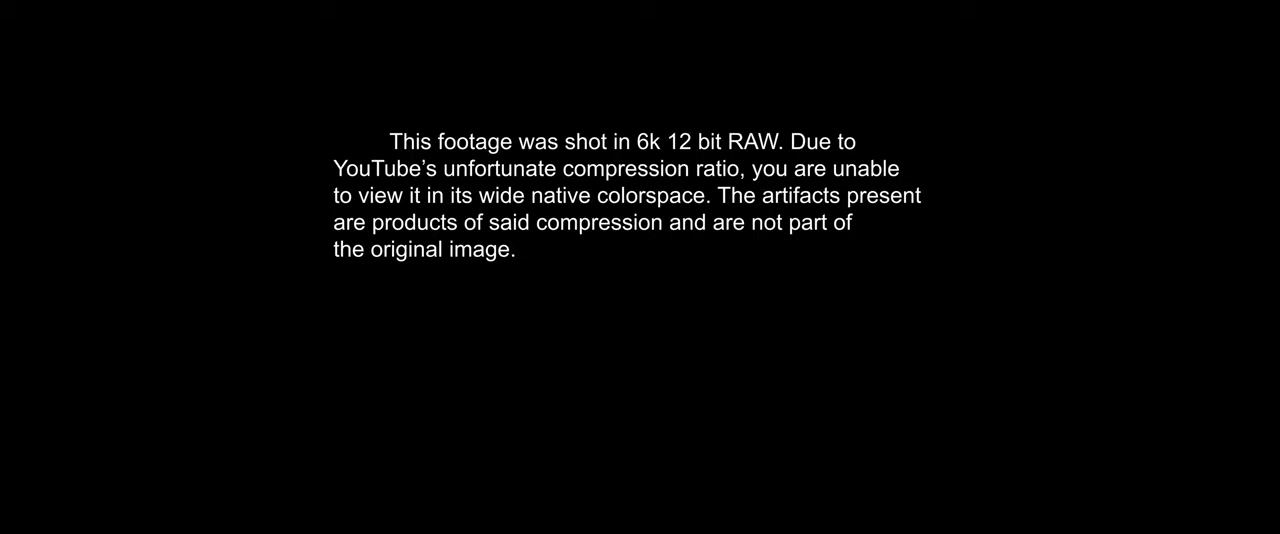 This footage was shot in 6k 12 bit RAW. Due to
YouTube’s unfortunate compression ratio, you are unable
to view it in its wide native colorspace. The artifacts present
are products of said compression and are not part of
the original image.